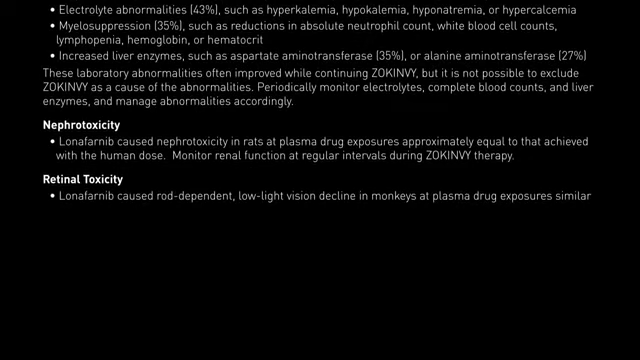 • Electrolyte abnormalities (43%), such as hyperkalemia, hypokalemia, hyponatremia, or hypercalcemia
• Myelosuppression (35%), such as reductions in absolute neutrophil count, white blood cell counts,
lymphopenia, hemoglobin, or hematocrit
• Increased liver enzymes, such as aspartate aminotransferase (35%), or alanine aminotransferase (27%)
These laboratory abnormalities often improved while continuing ZOKINVY, but it is not possible to exclude
ZOKINVY as a cause of the abnormalities. Periodically monitor electrolytes, complete blood counts, and liver
enzymes, and manage abnormalities accordingly.
Nephrotoxicity
• Lonafarnib caused nephrotoxicity in rats at plasma drug exposures approximately equal to that achieved
with the human dose. Monitor renal function at regular intervals during ZOKINVY therapy.
Retinal Toxicity
• Lonafarnib caused rod-dependent, low-light vision decline in monkeys at plasma drug exposures similar